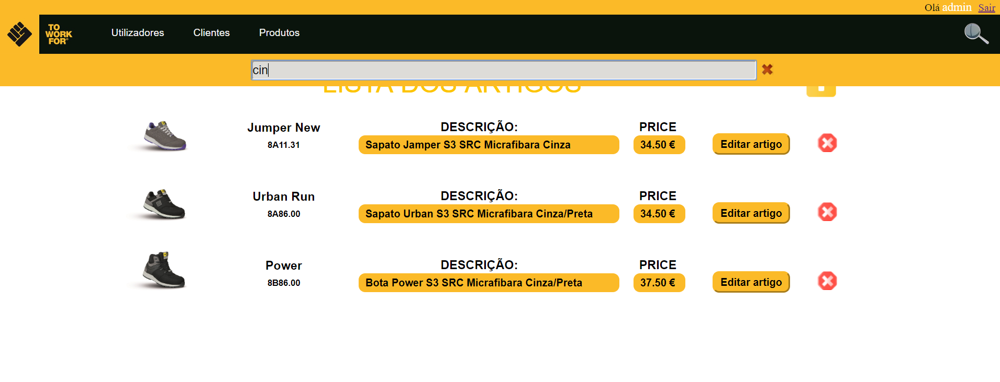 Olá admin Sair
TO
WORK
FOR®
Utilizadores Clientes Produtos
cin
LISTA DOS ARTIGOS
Jumper New
8A11.31
DESCRIÇÃO:
Sapato Jamper S3 SRC Micrafibara Cinza
PRICE
34.50 €
Editar artigo
Urban Run
8A86.00
DESCRIÇÃO:
Sapato Urban S3 SRC Micrafibara Cinza/Preta
PRICE
34.50 €
Editar artigo
Power
8B86.00
DESCRIÇÃO:
Bota Power S3 SRC Micrafibara Cinza/Preta
PRICE
37.50 €
Editar artigo